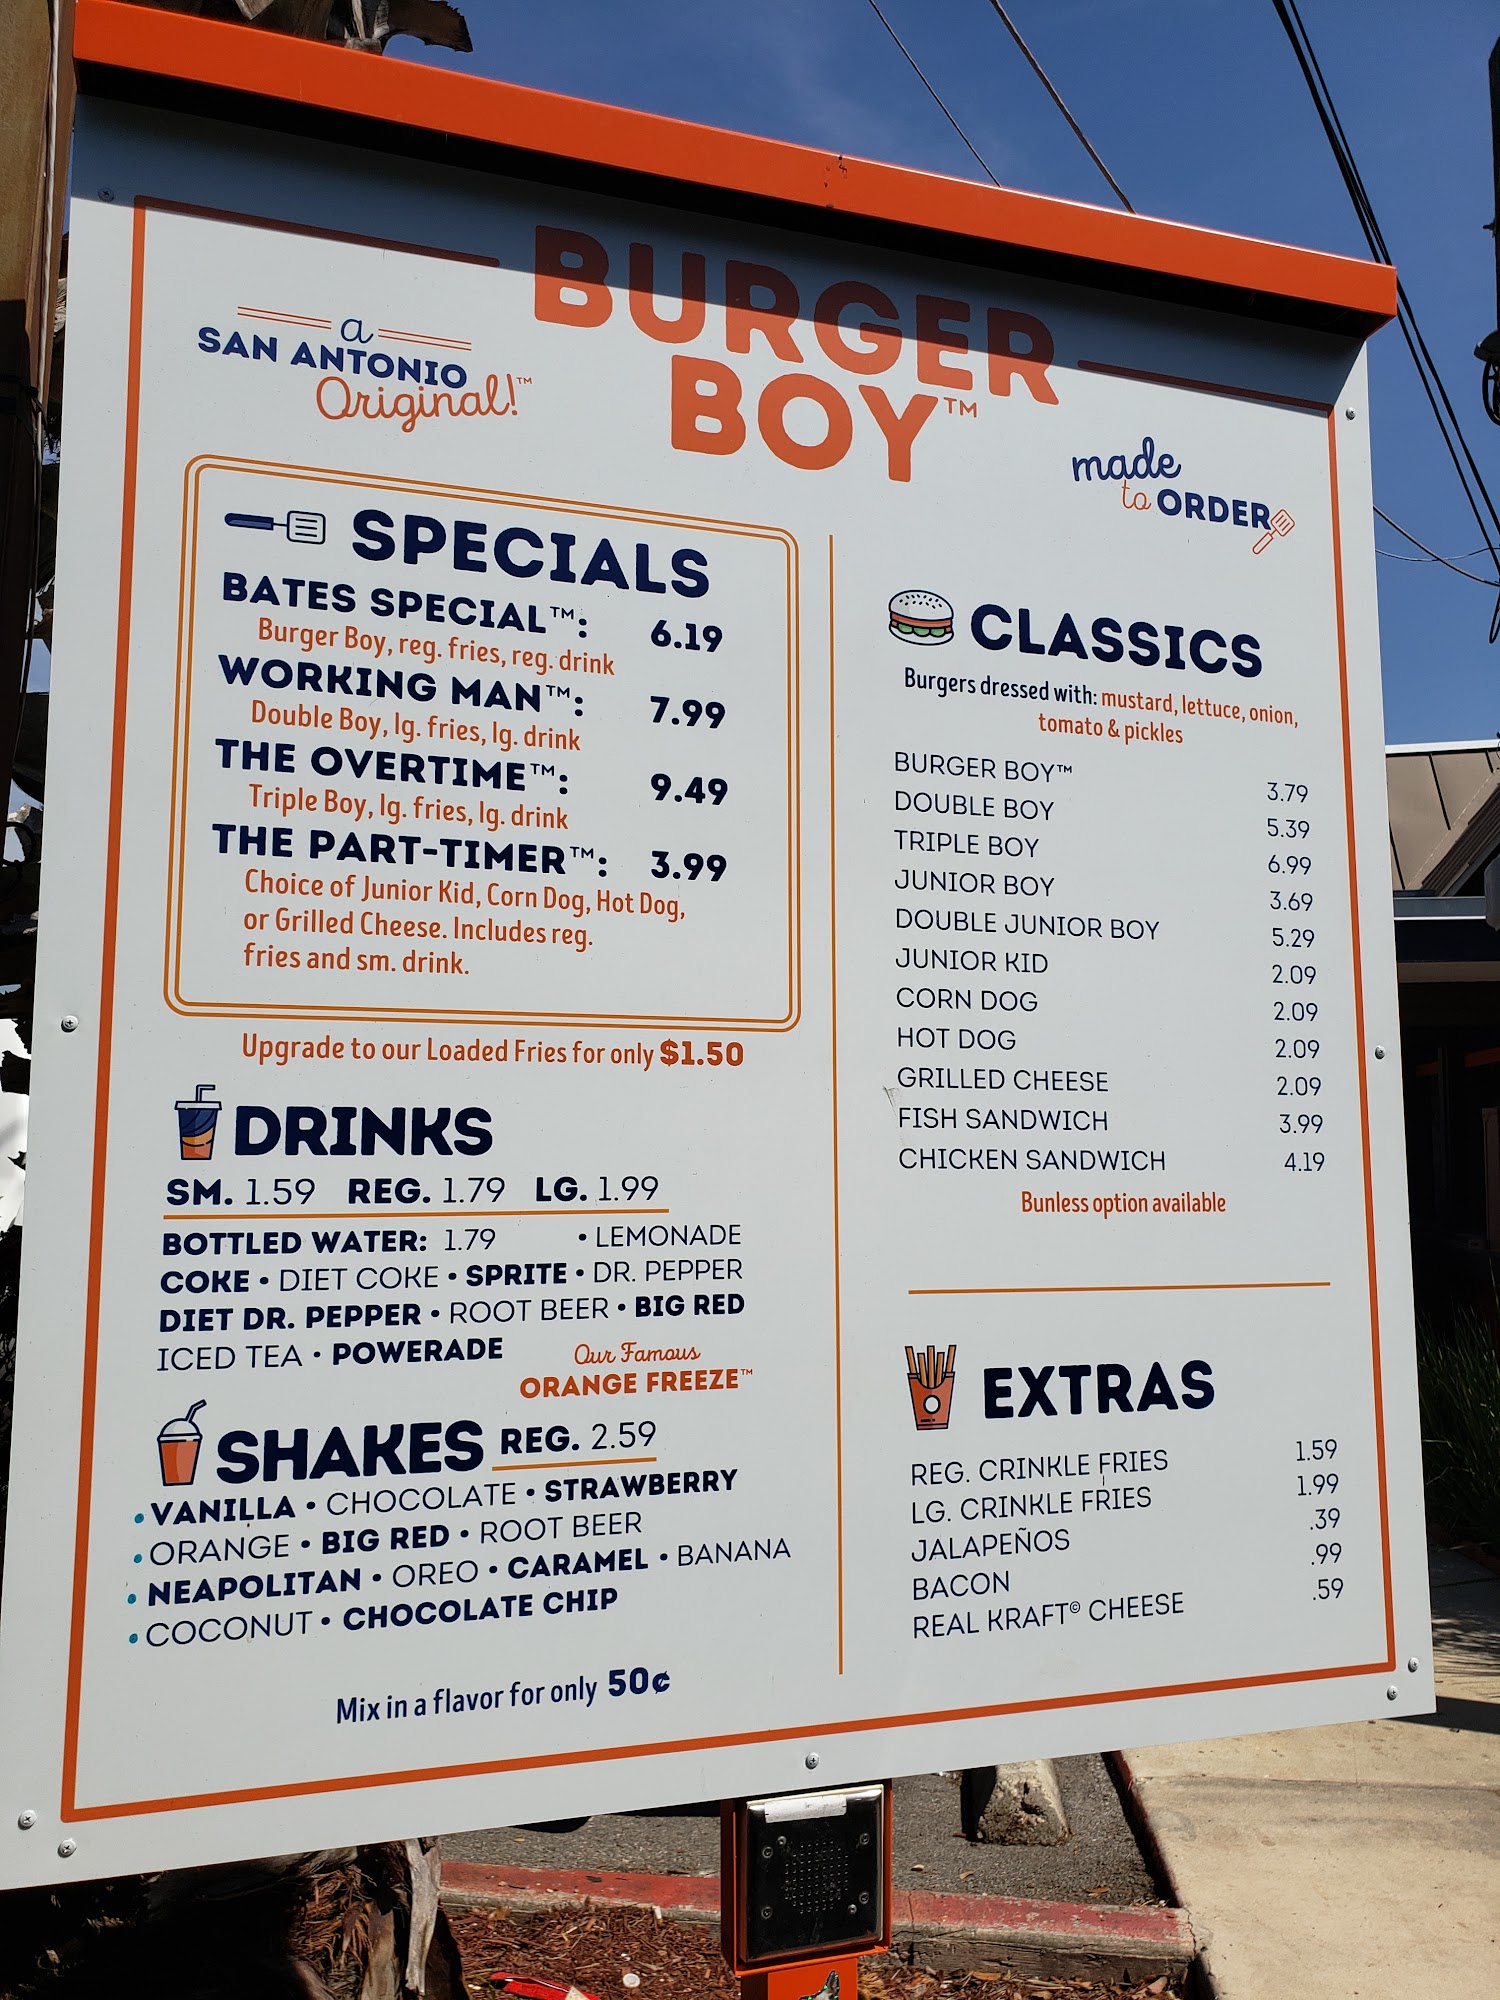 BURGER
BOY™
a
SAN ANTONIO
Original!™
made
to ORDER
SPECIALS
BATES SPECIAL™: 6.19
Burger Boy, reg. fries, reg. drink
WORKING MAN™: 7.99
Double Boy, lg. fries, lg. drink
THE OVERTIME™: 9.49
Triple Boy, lg. fries, lg. drink
THE PART-TIMER™: 3.99
Choice of Junior Kid, Corn Dog, Hot Dog,
or Grilled Cheese. Includes reg.
fries and sm. drink.
Upgrade to our Loaded Fries for only $1.50
DRINKS
SM. 1.59 REG. 1.79 LG. 1.99
BOTTLED WATER: 1.79 • LEMONADE
COKE • DIET COKE • SPRITE • DR. PEPPER
DIET DR. PEPPER • ROOT BEER • BIG RED
ICED TEA • POWERADE
Our Famous
ORANGE FREEZE™
SHAKES REG. 2.59
• VANILLA • CHOCOLATE • STRAWBERRY
• ORANGE • BIG RED • ROOT BEER
• NEAPOLITAN • OREO • CARAMEL • BANANA
• COCONUT • CHOCOLATE CHIP
Mix in a flavor for only 50¢
CLASSICS
Burgers dressed with: mustard, lettuce, onion,
tomato & pickles
BURGER BOY™ 3.79
DOUBLE BOY 5.39
TRIPLE BOY 6.99
JUNIOR BOY 3.69
DOUBLE JUNIOR BOY 5.29
JUNIOR KID 2.09
CORN DOG 2.09
HOT DOG 2.09
GRILLED CHEESE 2.09
FISH SANDWICH 3.99
CHICKEN SANDWICH 4.19
Bunless option available
EXTRAS
REG. CRINKLE FRIES 1.59
LG. CRINKLE FRIES 1.99
JALAPEÑOS .39
BACON .99
REAL KRAFT© CHEESE .59